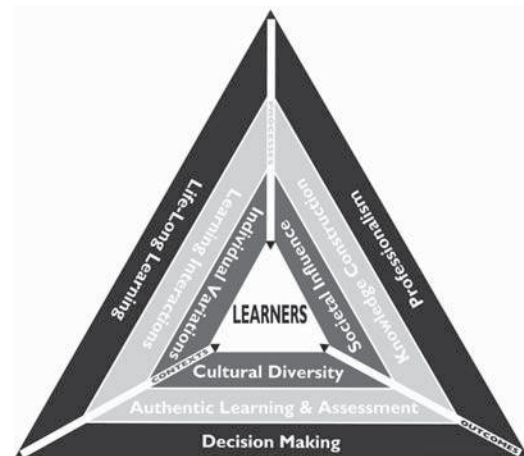 PROCESSES
Life-Long Learning
Learning Interactions
Individual Variations
Professionalism
Knowledge Construction
Societal Influence
LEARNERS
CONTEXTS
Cultural Diversity
Authentic Learning & Assessment
Decision Making
OUTCOMES